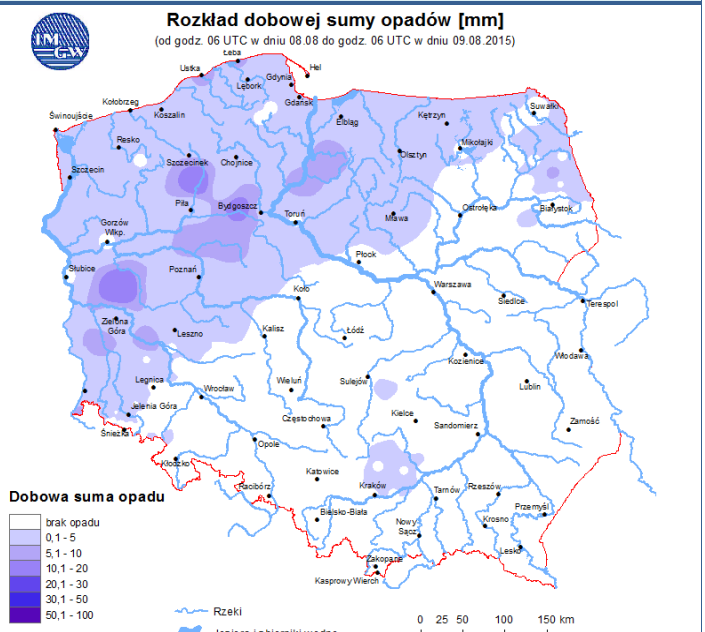 IM
GW
Rozkład dobowej sumy opadów [mm]
(od godz. 06 UTC w dniu 08.08 do godz. 06 UTC w dniu 09.08.2015)
Łeba
Ustka
Hel
Lębork
Gdynia
Gdańsk
Kołobrzeg
Koszalin
Świnoujście
Elbląg
Kętrzyn
Suwałki
Resko
Mikołajki
Olsztyn
Szczecinek
Chojnice
Szczecin
Piła
Bydgoszcz
Toruń
Mława
Ostrołęka
Białystok
Gorzów
Wlkp.
Płock
Słubice
Poznań
Koło
Warszawa
Siedlce
Terespol
Zielona
Góra
Leszno
Kalisz
Łódź
Kozienice
Włodawa
Legnica
Wrocław
Wieluń
Sulejów
Lublin
Jelenia Góra
Kielce
Częstochowa
Sandomierz
Zamość
Śnieżka
Opole
Kłodzko
Katowice
Racibórz
Kraków
Tarnów
Rzeszów
Bielsko-Biała
Przemyśl
Nowy
Sącz
Krosno
Lesko
Zakopane
Kasprowy Wierch
Dobowa suma opadu
brak opadu
0,1 - 5
5,1 - 10
10,1 - 20
20,1 - 30
30,1 - 50
50,1 - 100
Rzeki
0 25 50 100 150 km